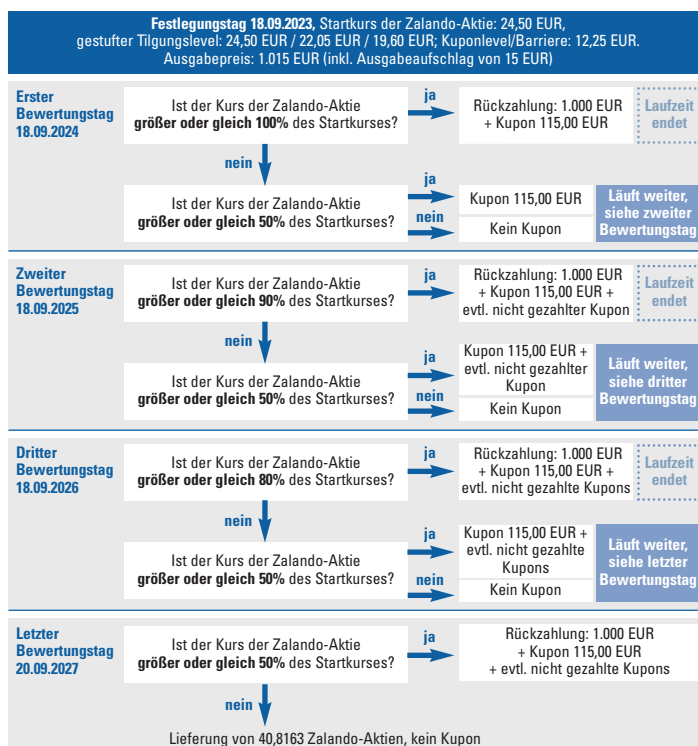 Festlegungstag 18.09.2023, Startkurs der Zalando-Aktie: 24,50 EUR,
gestufter Tilgungslevel: 24,50 EUR / 22,05 EUR / 19,60 EUR; Kuponlevel/Barriere: 12,25 EUR.
Ausgabepreis: 1.015 EUR (inkl. Ausgabeaufschlag von 15 EUR)
Erster
Bewertungstag
18.09.2024
Ist der Kurs der Zalando-Aktie
größer oder gleich 100% des Startkurses?
ja
Rückzahlung: 1.000 EUR
+ Kupon 115,00 EUR
Laufzeit
endet
nein
Ist der Kurs der Zalando-Aktie
größer oder gleich 50% des Startkurses?
ja
Kupon 115,00 EUR
nein
Kein Kupon
Läuft weiter,
siehe zweiter
Bewertungstag
Zweiter
Bewertungstag
18.09.2025
Ist der Kurs der Zalando-Aktie
größer oder gleich 90% des Startkurses?
ja
Rückzahlung: 1.000 EUR
+ Kupon 115,00 EUR +
evtl. nicht gezahlter Kupon
Laufzeit
endet
nein
Ist der Kurs der Zalando-Aktie
größer oder gleich 50% des Startkurses?
ja
Kupon 115,00 EUR +
evtl. nicht gezahlter
Kupon
nein
Kein Kupon
Läuft weiter,
siehe dritter
Bewertungstag
Dritter
Bewertungstag
18.09.2026
Ist der Kurs der Zalando-Aktie
größer oder gleich 80% des Startkurses?
ja
Rückzahlung: 1.000 EUR
+ Kupon 115,00 EUR +
evtl. nicht gezahlte Kupons
Laufzeit
endet
nein
Ist der Kurs der Zalando-Aktie
größer oder gleich 50% des Startkurses?
ja
Kupon 115,00 EUR +
evtl. nicht gezahlte
Kupons
nein
Kein Kupon
Läuft weiter,
siehe letzter
Bewertungstag
Letzter
Bewertungstag
20.09.2027
Ist der Kurs der Zalando-Aktie
größer oder gleich 50% des Startkurses?
ja
Rückzahlung: 1.000 EUR
+ Kupon 115,00 EUR
+ evtl. nicht gezahlte Kupons
nein
Lieferung von 40,8163 Zalando-Aktien, kein Kupon